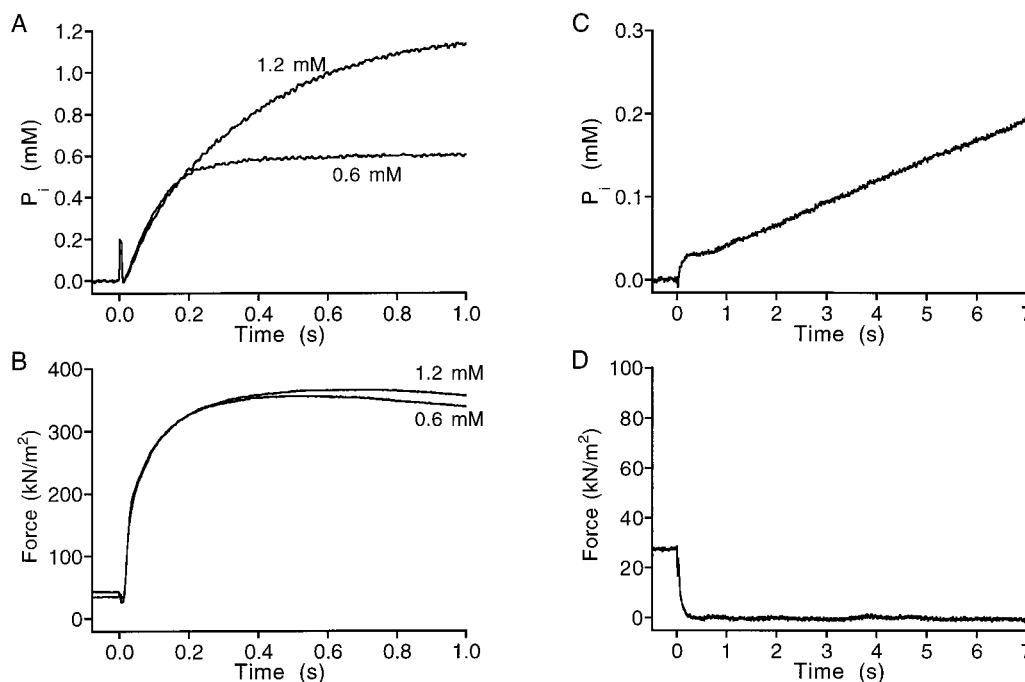 A
P i (mM)
1.2
1.0
0.8
0.6
0.4
0.2
0.0
1.2 mM
0.6 mM
0.0 0.2 0.4 0.6 0.8 1.0
Time (s)
B
Force (kN/m²)
400
300
200
100
0
1.2 mM
0.6 mM
0.0 0.2 0.4 0.6 0.8 1.0
Time (s)
C
P i (mM)
0.3
0.2
0.1
0.0
0 1 2 3 4 5 6 7
Time (s)
D
Force (kN/m²)
100
80
60
40
20
0
0 1 2 3 4 5 6 7
Time (s)